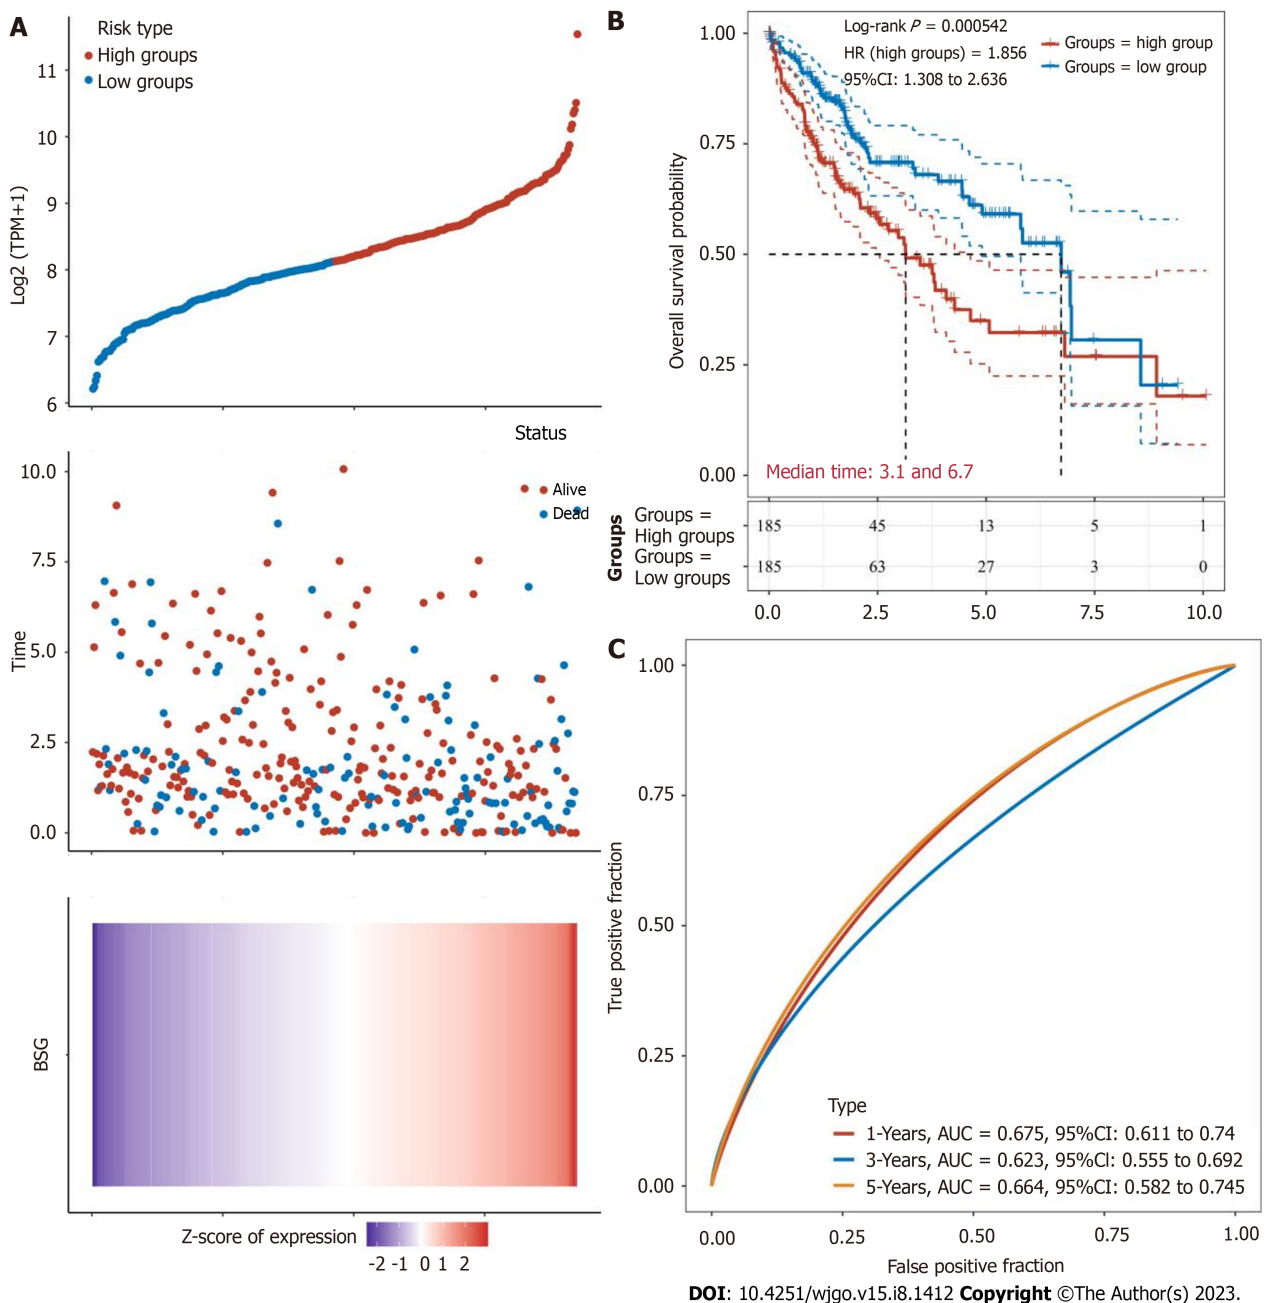 A
Risk type
High groups
Low groups
Log2 (TPM+1)
11
10
9
8
7
6
Status
Alive
Dead
Time
10.0
7.5
5.0
2.5
0.0
BSG
Z-score of expression
-2 -1 0 1 2
B
Log-rank P = 0.000542
HR (high groups) = 1.856
95%CI: 1.308 to 2.636
Groups = high group
Groups = low group
Overall survival probability
1.00
0.75
0.50
0.25
0.00
Median time: 3.1 and 6.7
Groups
Groups =
High groups
185 45 13 5 1
Groups =
Low groups
185 63 27 3 0
0.0 2.5 5.0 7.5 10.0
C
True positive fraction
1.00
0.75
0.50
0.25
0.00
Type
1-Years, AUC = 0.675, 95%CI: 0.611 to 0.74
3-Years, AUC = 0.623, 95%CI: 0.555 to 0.692
5-Years, AUC = 0.664, 95%CI: 0.582 to 0.745
0.00 0.25 0.50 0.75 1.00
False positive fraction
DOI: 10.4251/wjgo.v15.i8.1412 Copyright ©The Author(s) 2023.